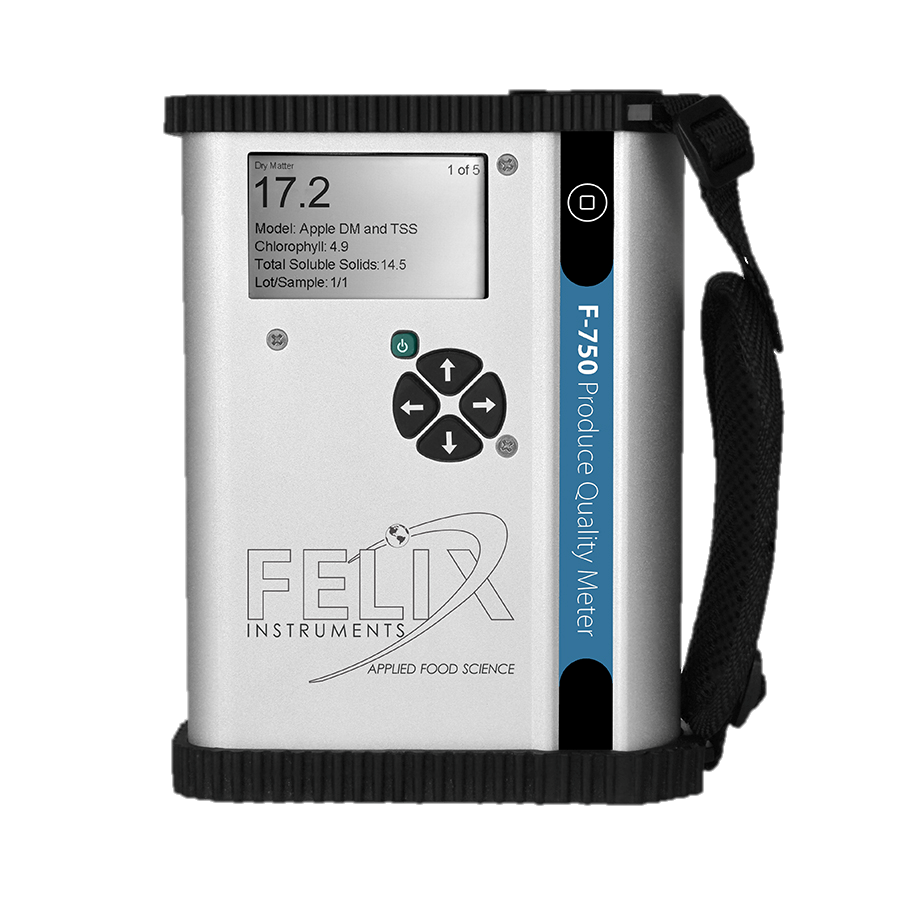 Dry Matter
1 of 5
17.2
Model: Apple DM and TSS
Chlorophyll: 4.9
Total Soluble Solids:14.5
Lot/Sample:1/1
F-750 Produce Quality Meter
FELIX
INSTRUMENTS
APPLIED FOOD SCIENCE